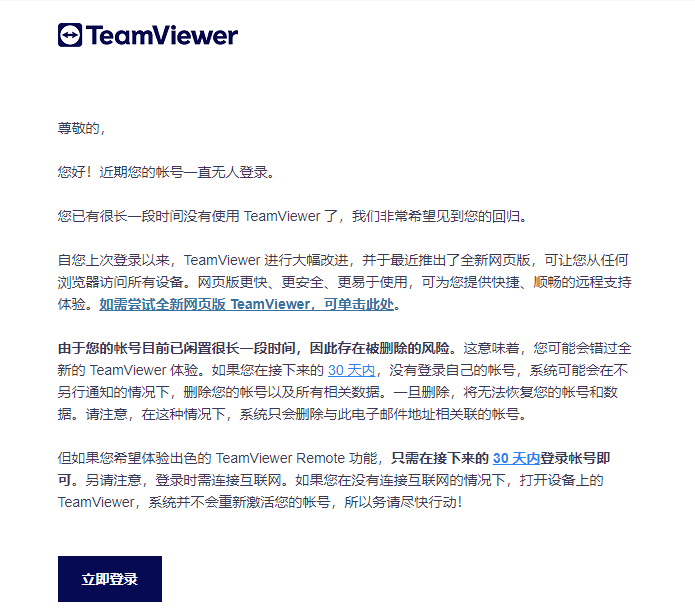 TeamViewer
尊敬的，
您好！近期您的帐号一直无人登录。
您已有很长一段时间没有使用 TeamViewer 了，我们非常希望见到您的回归。
自您上次登录以来，TeamViewer 进行大幅改进，并于最近推出了全新网页版，可让您从任何
浏览器访问所有设备。网页版更快、更安全、更易于使用，可为您提供快捷、顺畅的远程支持
体验。如需尝试全新网页版 TeamViewer，可单击此处。
由于您的帐号目前已闲置很长一段时间，因此存在被删除的风险。这意味着，您可能会错过全
新的 TeamViewer 体验。如果您在接下来的 30 天内，没有登录自己的帐号，系统可能会在不
另行通知的情况下，删除您的帐号以及所有相关数据。一旦删除，将无法恢复您的帐号和数
据。请注意，在这种情况下，系统只会删除与此电子邮件地址相关联的帐号。
但如果您希望体验出色的 TeamViewer Remote 功能，只需在接下来的 30 天内登录帐号即
可。另请注意，登录时需连接互联网。如果您在没有连接互联网的情况下，打开设备上的
TeamViewer，系统并不会重新激活您的帐号，所以务请尽快行动！
立即登录